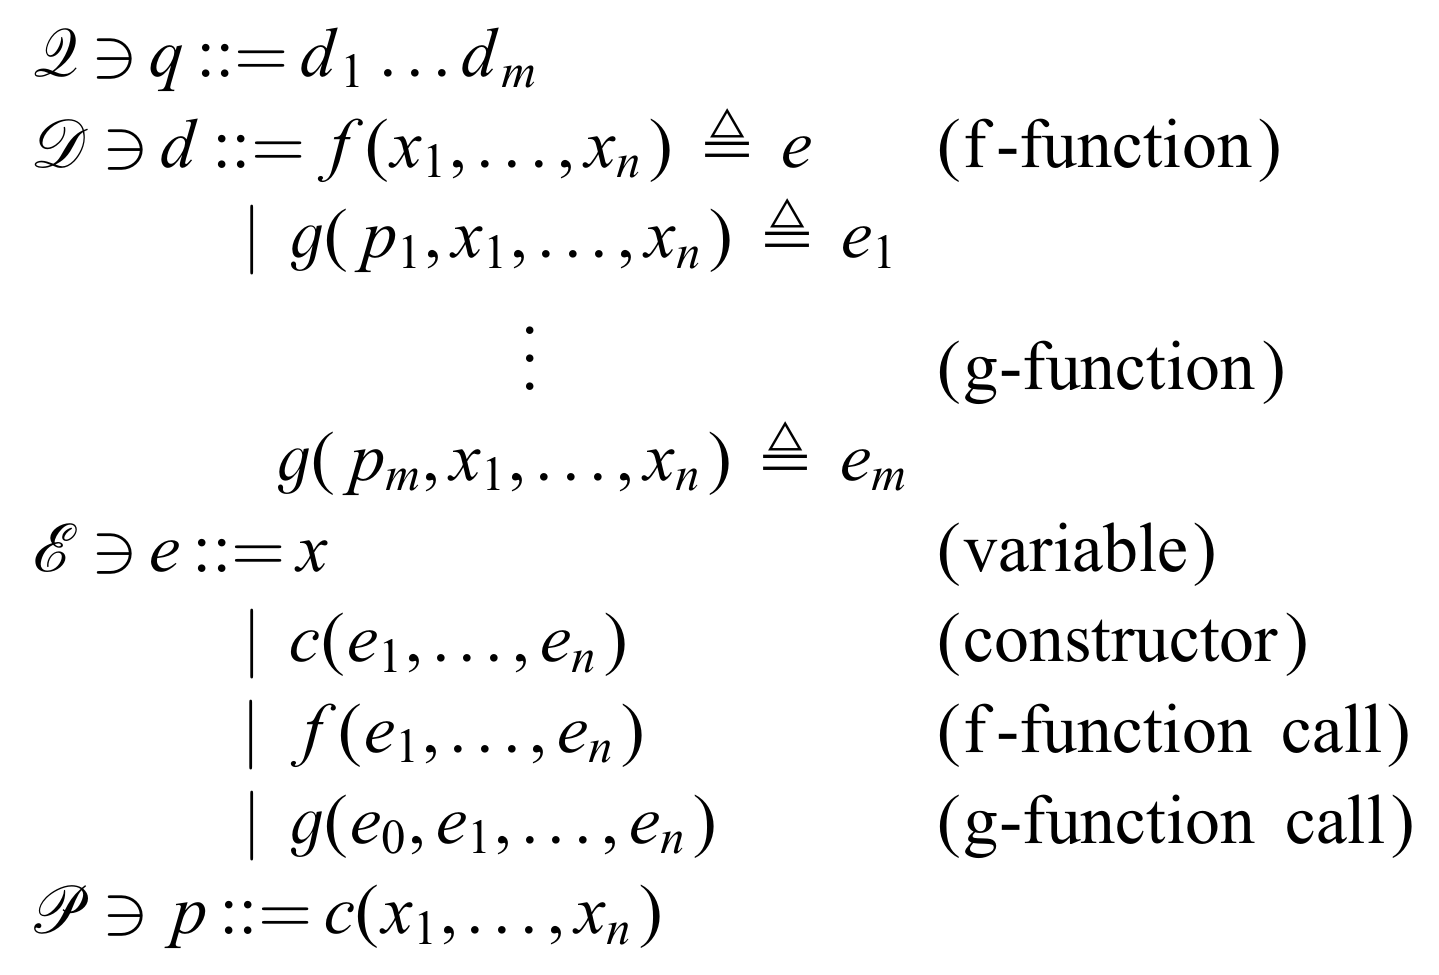 𝒬 ∋ q ::= d₁ … dₘ
𝒟 ∋ d ::= f(x₁,…,xₙ) ≜ e (f-function)
| g(p₁,x₁,…,xₙ) ≜ e₁
⋮ (g-function)
g(pₘ,x₁,…,xₙ) ≜ eₘ
ℰ ∋ e ::= x (variable)
| c(e₁,…,eₙ) (constructor)
| f(e₁,…,eₙ) (f-function call)
| g(e₀,e₁,…,eₙ) (g-function call)
𝒫 ∋ p ::= c(x₁,…,xₙ)